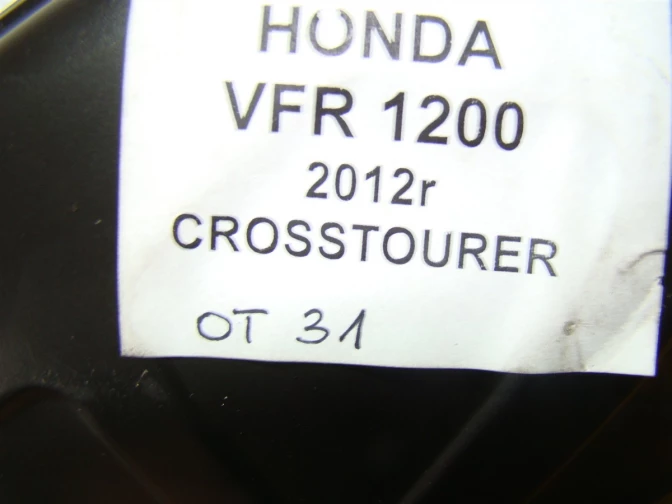 HONDA
VFR 1200
2012r
CROSSTOURER
OT 31